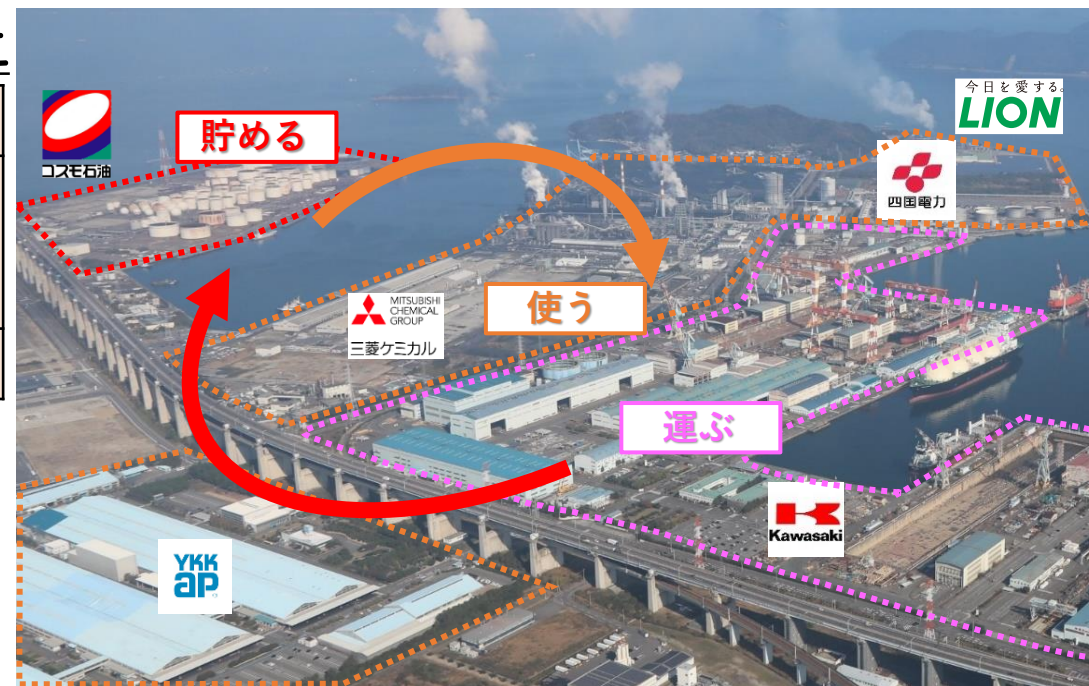 コスモ石油
貯める
今日を愛する。
LION
四国電力
使う
MITSUBISHI
CHEMICAL
GROUP
三菱ケミカル
運ぶ
Kawasaki
YKK
ap